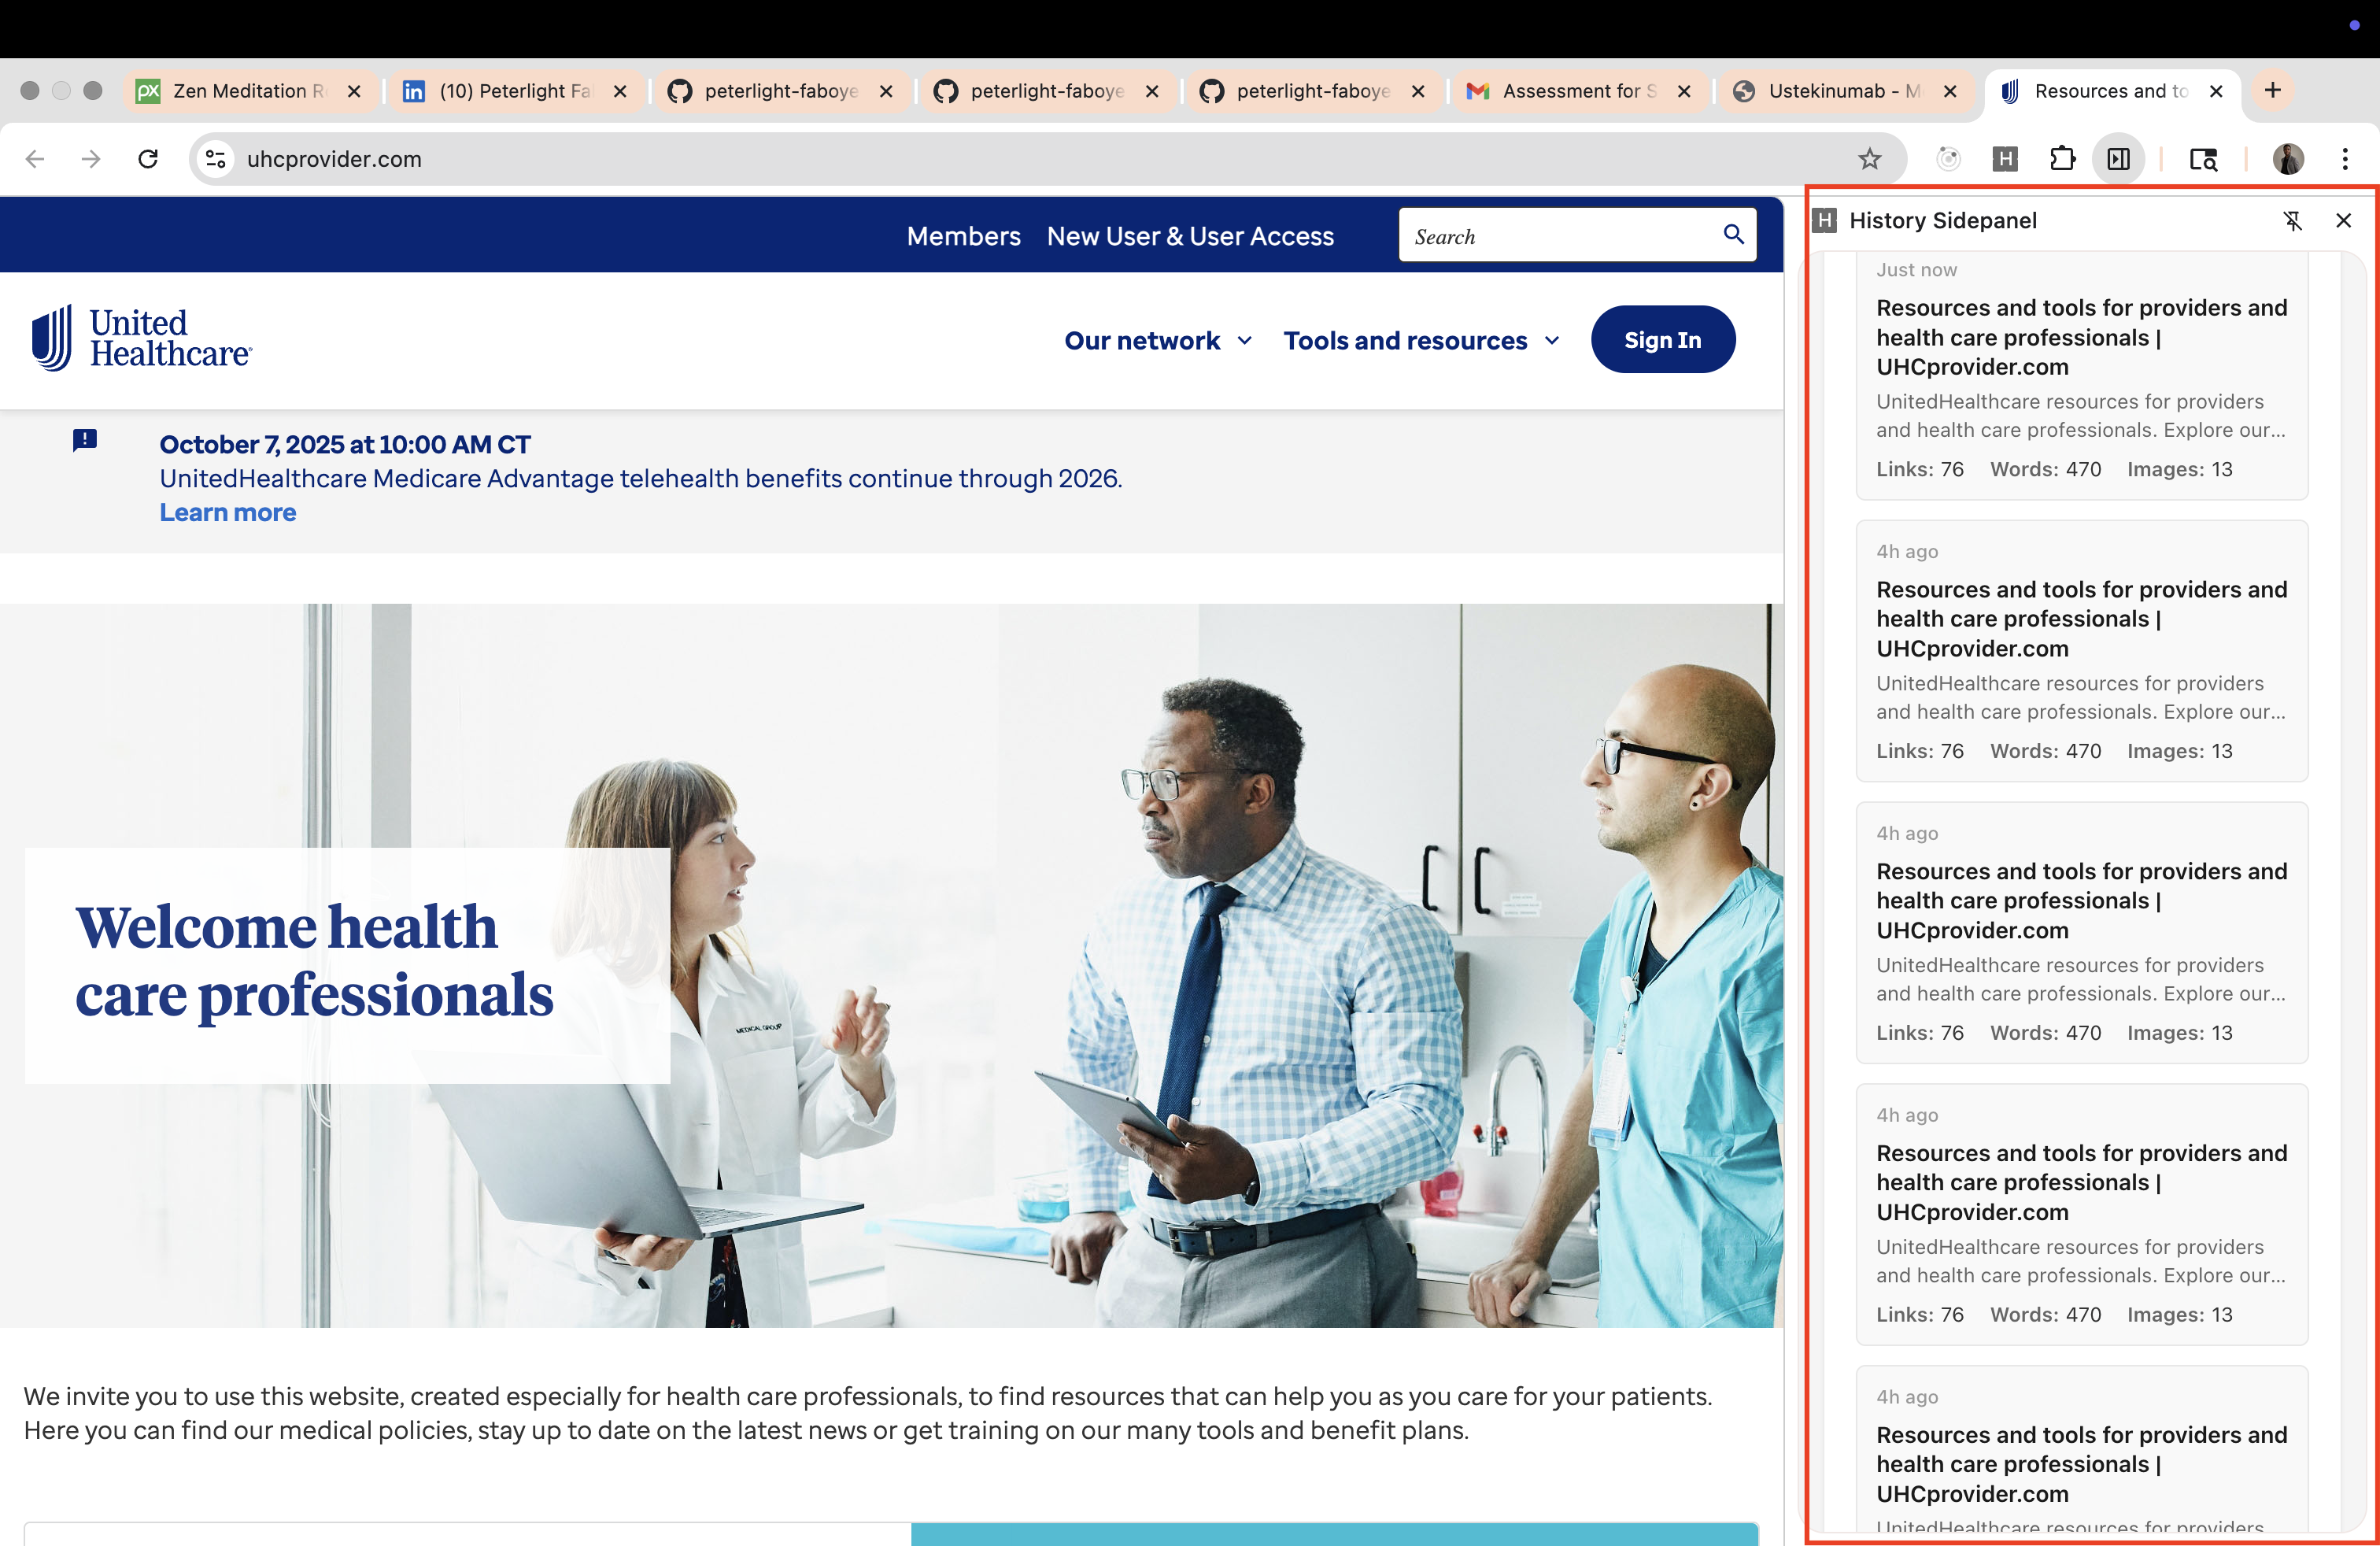 Zen Meditation R
(10) Peterlight Fa
peterlight-faboye
peterlight-faboye
peterlight-faboye
Assessment for S
Ustekinumab - M
Resources and to
uhcprovider.com
Members New User & User Access Search
United
Healthcare
Our network Tools and resources Sign In
October 7, 2025 at 10:00 AM CT
UnitedHealthcare Medicare Advantage telehealth benefits continue through 2026.
Learn more
MEDICAL GROUP
Welcome health
care professionals
We invite you to use this website, created especially for health care professionals, to find resources that can help you as you care for your patients.
Here you can find our medical policies, stay up to date on the latest news or get training on our many tools and benefit plans.
H
H History Sidepanel
Just now
Resources and tools for providers and
health care professionals |
UHCprovider.com
UnitedHealthcare resources for providers
and health care professionals. Explore our...
Links: 76 Words: 470 Images: 13
4h ago
Resources and tools for providers and
health care professionals |
UHCprovider.com
UnitedHealthcare resources for providers
and health care professionals. Explore our...
Links: 76 Words: 470 Images: 13
4h ago
Resources and tools for providers and
health care professionals |
UHCprovider.com
UnitedHealthcare resources for providers
and health care professionals. Explore our...
Links: 76 Words: 470 Images: 13
4h ago
Resources and tools for providers and
health care professionals |
UHCprovider.com
UnitedHealthcare resources for providers
and health care professionals. Explore our...
Links: 76 Words: 470 Images: 13
4h ago
Resources and tools for providers and
health care professionals |
UHCprovider.com
UnitedHealthcare resources for providers